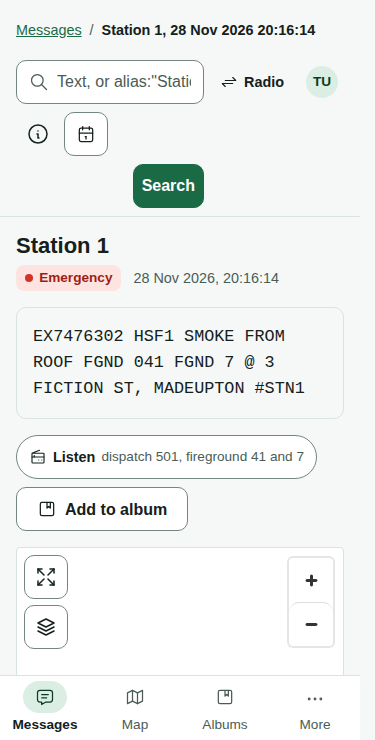 Messages / Station 1, 28 Nov 2026 20:16:14
Text, or alias:"Stati
Radio
TU
Search
Station 1
Emergency 28 Nov 2026, 20:16:14
EX7476302 HSF1 SMOKE FROM
ROOF FGND 041 FGND 7 @ 3
FICTION ST, MADEUPTON #STN1
Listen dispatch 501, fireground 41 and 7
Add to album
+
−
Messages Map Albums More